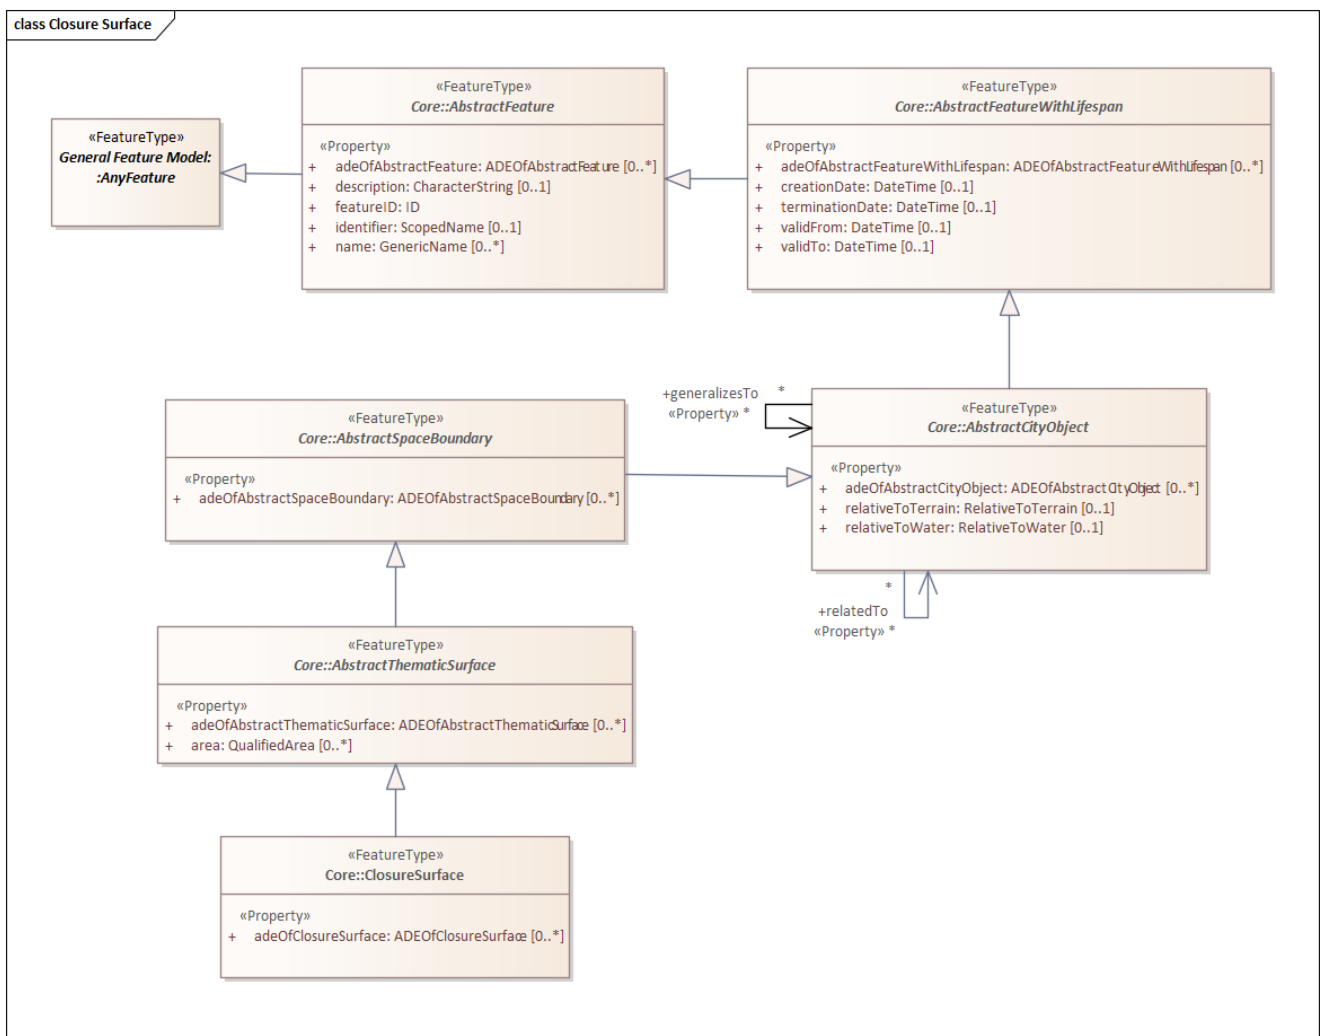 class Closure Surface
«FeatureType»
General Feature Model:
:AnyFeature
«FeatureType»
Core::AbstractFeature
«Property»
+ adeOfAbstractFeature: ADEOfAbstractFeature [0..*]
+ description: CharacterString [0..1]
+ featureID: ID
+ identifier: ScopedName [0..1]
+ name: GenericName [0..*]
«FeatureType»
Core::AbstractFeatureWithLifespan
«Property»
+ adeOfAbstractFeatureWithLifespan: ADEOfAbstractFeatureWithLifespan [0..*]
+ creationDate: DateTime [0..1]
+ terminationDate: DateTime [0..1]
+ validFrom: DateTime [0..1]
+ validTo: DateTime [0..1]
+generalizesTo *
«Property» *
«FeatureType»
Core::AbstractCityObject
«Property»
+ adeOfAbstractCityObject: ADEOfAbstractCityObject [0..*]
+ relativeToTerrain: RelativeToTerrain [0..1]
+ relativeToWater: RelativeToWater [0..1]
*
+relatedTo
«Property» *
«FeatureType»
Core::AbstractSpaceBoundary
«Property»
+ adeOfAbstractSpaceBoundary: ADEOfAbstractSpaceBoundary [0..*]
«FeatureType»
Core::AbstractThematicSurface
«Property»
+ adeOfAbstractThematicSurface: ADEOfAbstractThematicSurface [0..*]
+ area: QualifiedArea [0..*]
«FeatureType»
Core::ClosureSurface
«Property»
+ adeOfClosureSurface: ADEOfClosureSurface [0..*]